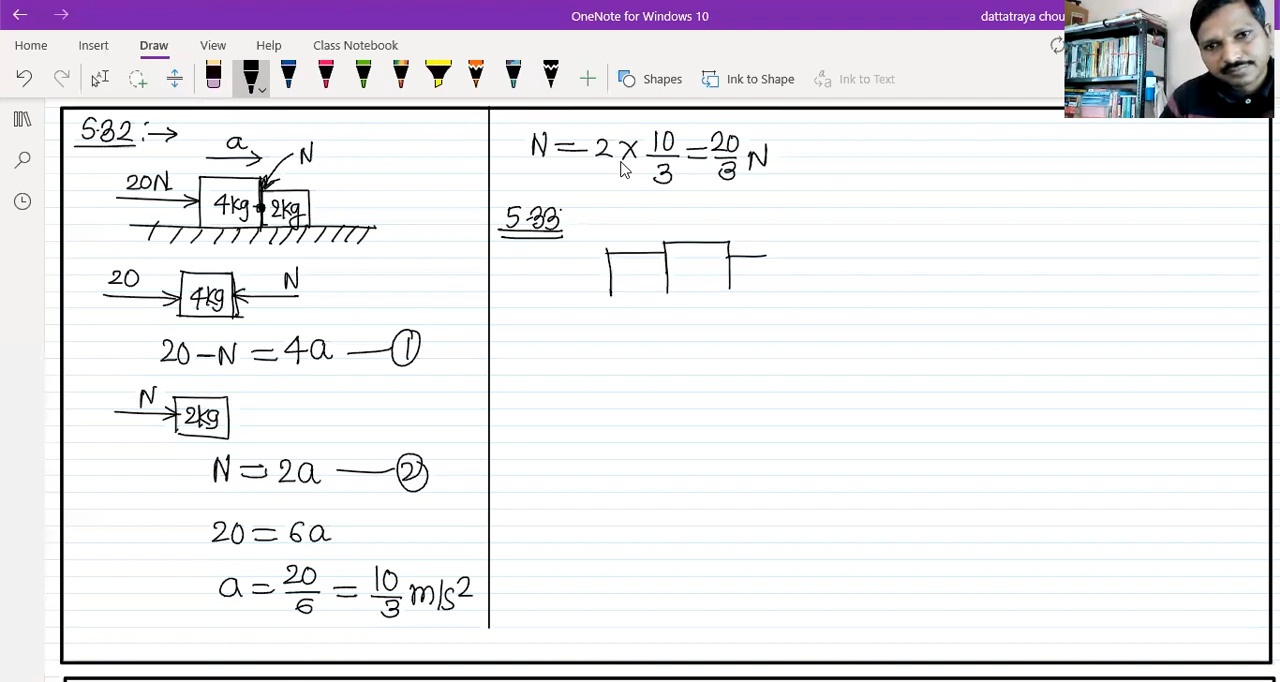 OneNote for Windows 10
dattatraya chou
Home Insert Draw View Help Class Notebook
Shapes Ink to Shape Ink to Text
5.32:→
a
N
20N
4kg 2kg
20 4kg N
20-N = 4a — ①
N 2kg
N = 2a — ②
20 = 6a
a = 20/6 = 10/3 m/s2
N = 2 × 10/3 = 20/3 N
5.33: